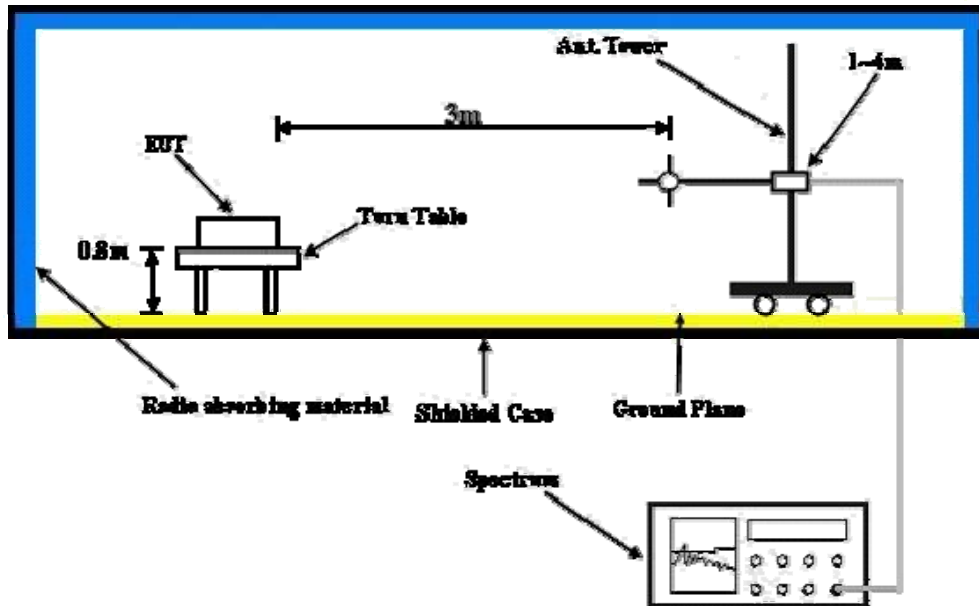 Ant. Tower
1~4m
3m
EUT
Turn Table
0.8m
Radio absorbing material
Shielded Case
Ground Plane
Spectrum